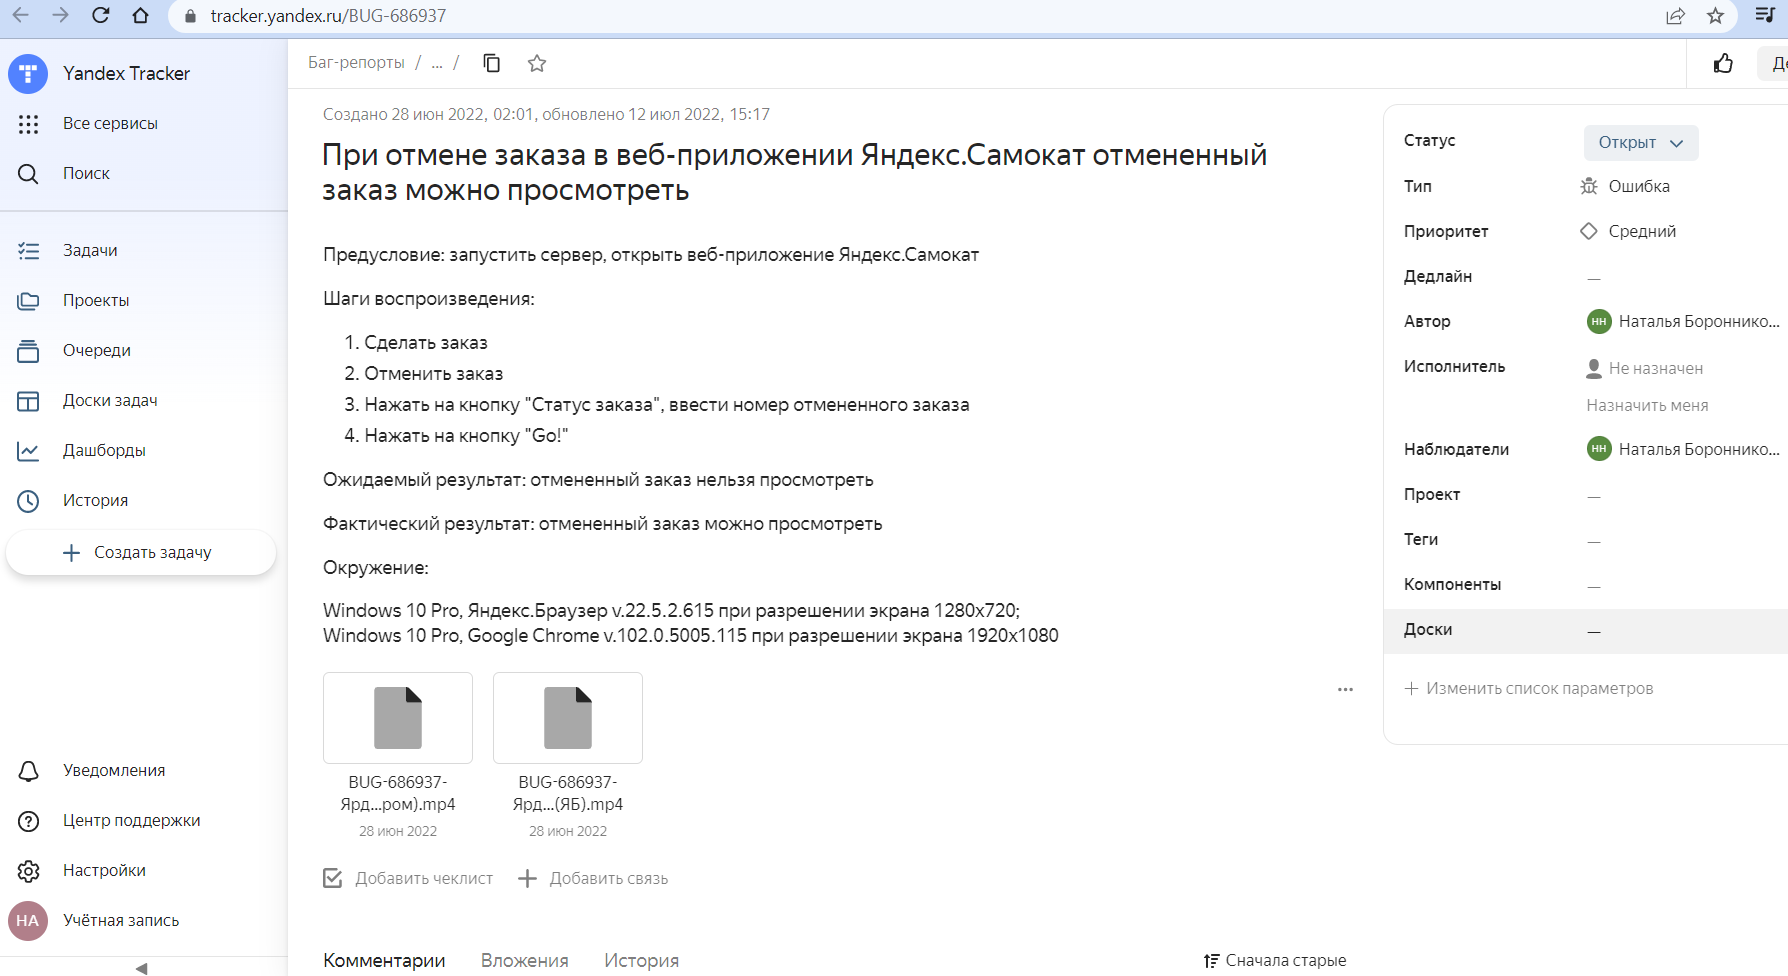 tracker.yandex.ru/BUG-686937
Yandex Tracker
Все сервисы
Поиск
Задачи
Проекты
Очереди
Доски задач
Дашборды
История
Создать задачу
Уведомления
Центр поддержки
Настройки
НА Учётная запись
Баг-репорты / ... /
Де
Создано 28 июн 2022, 02:01, обновлено 12 июл 2022, 15:17
При отмене заказа в веб-приложении Яндекс.Самокат отмененный
заказ можно просмотреть
Предусловие: запустить сервер, открыть веб-приложение Яндекс.Самокат
Шаги воспроизведения:
1. Сделать заказ
2. Отменить заказ
3. Нажать на кнопку "Статус заказа", ввести номер отмененного заказа
4. Нажать на кнопку "Go!"
Ожидаемый результат: отмененный заказ нельзя просмотреть
Фактический результат: отмененный заказ можно просмотреть
Окружение:
Windows 10 Pro, Яндекс.Браузер v.22.5.2.615 при разрешении экрана 1280x720;
Windows 10 Pro, Google Chrome v.102.0.5005.115 при разрешении экрана 1920x1080
BUG-686937-
Ярд...ром).mp4
28 июн 2022
BUG-686937-
Ярд...(ЯБ).mp4
28 июн 2022
Добавить чеклист
Добавить связь
Комментарии
Вложения
История
Сначала старые
Статус Открыт
Тип Ошибка
Приоритет Средний
Дедлайн —
Автор НН Наталья Боронникo...
Исполнитель Не назначен
Назначить меня
Наблюдатели НН Наталья Боронникo...
Проект —
Теги —
Компоненты —
Доски —
Изменить список параметров